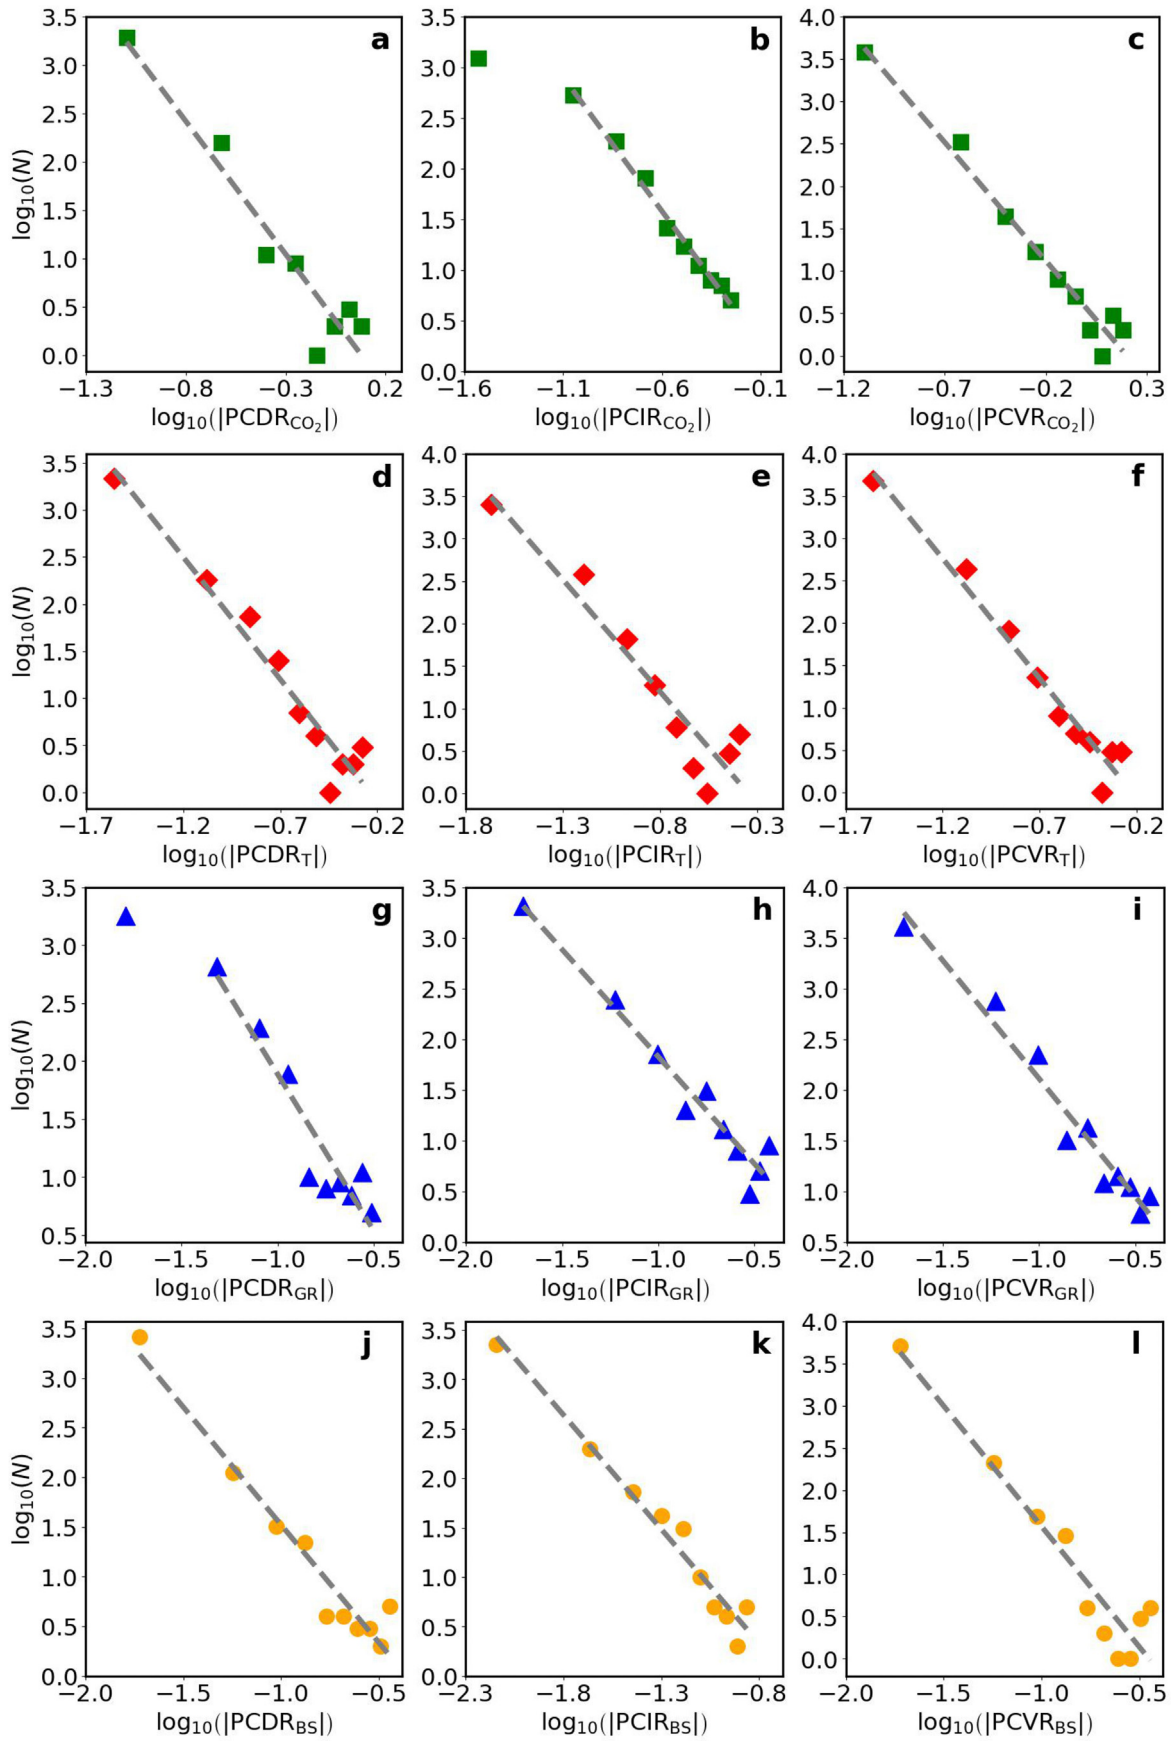 3.5 a 3.5 b 4.0 c
3.0 3.0 3.5
2.5 2.5 3.0
2.0 2.0 2.5
1.5 1.5 2.0
1.0 1.0 1.5
0.5 0.5 1.0
0.0 0.0 0.5
0.0
log₁₀(N)
−1.3 −0.8 −0.3 0.2 −1.6 −1.1 −0.6 −0.1 −1.2 −0.7 −0.2 0.3
log₁₀(|PCDR_CO₂|) log₁₀(|PCIR_CO₂|) log₁₀(|PCVR_CO₂|)
3.5 d 4.0 e 4.0 f
3.0 3.5 3.5
2.5 3.0 3.0
2.0 2.5 2.5
1.5 2.0 2.0
1.0 1.5 1.5
0.5 1.0 1.0
0.0 0.5 0.5
0.0 0.0
log₁₀(N)
−1.7 −1.2 −0.7 −0.2 −1.8 −1.3 −0.8 −0.3 −1.7 −1.2 −0.7 −0.2
log₁₀(|PCDR_T|) log₁₀(|PCIR_T|) log₁₀(|PCVR_T|)
3.5 g 3.5 h 4.0 i
3.0 3.0 3.5
2.5 2.5 3.0
2.0 2.0 2.5
1.5 1.5 2.0
1.0 1.0 1.5
0.5 0.5 1.0
0.0 0.5
log₁₀(N)
−2.0 −1.5 −1.0 −0.5 −2.0 −1.5 −1.0 −0.5 −2.0 −1.5 −1.0 −0.5
log₁₀(|PCDR_GR|) log₁₀(|PCIR_GR|) log₁₀(|PCVR_GR|)
3.5 j 3.5 k 4.0 l
3.0 3.0 3.5
2.5 2.5 3.0
2.0 2.0 2.5
1.5 1.5 2.0
1.0 1.0 1.5
0.5 0.5 1.0
0.0 0.0 0.5
0.0
log₁₀(N)
−2.0 −1.5 −1.0 −0.5 −2.3 −1.8 −1.3 −0.8 −2.0 −1.5 −1.0 −0.5
log₁₀(|PCDR_BS|) log₁₀(|PCIR_BS|) log₁₀(|PCVR_BS|)